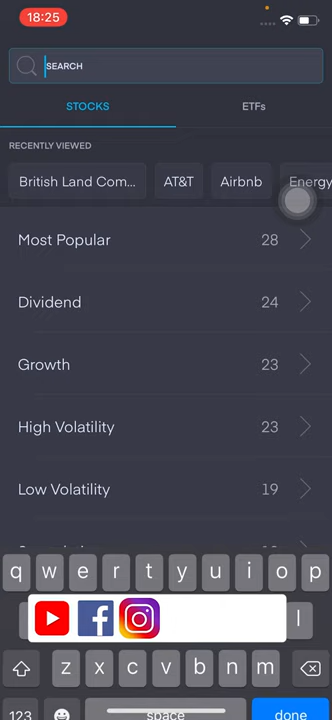 18:25
SEARCH
STOCKS ETFs
RECENTLY VIEWED
British Land Com... AT&T Airbnb Energy
Most Popular 28
Dividend 24
Growth 23
High Volatility 23
Low Volatility 19
q w e r t y u i o p
l
z x c v b n m
123 space done